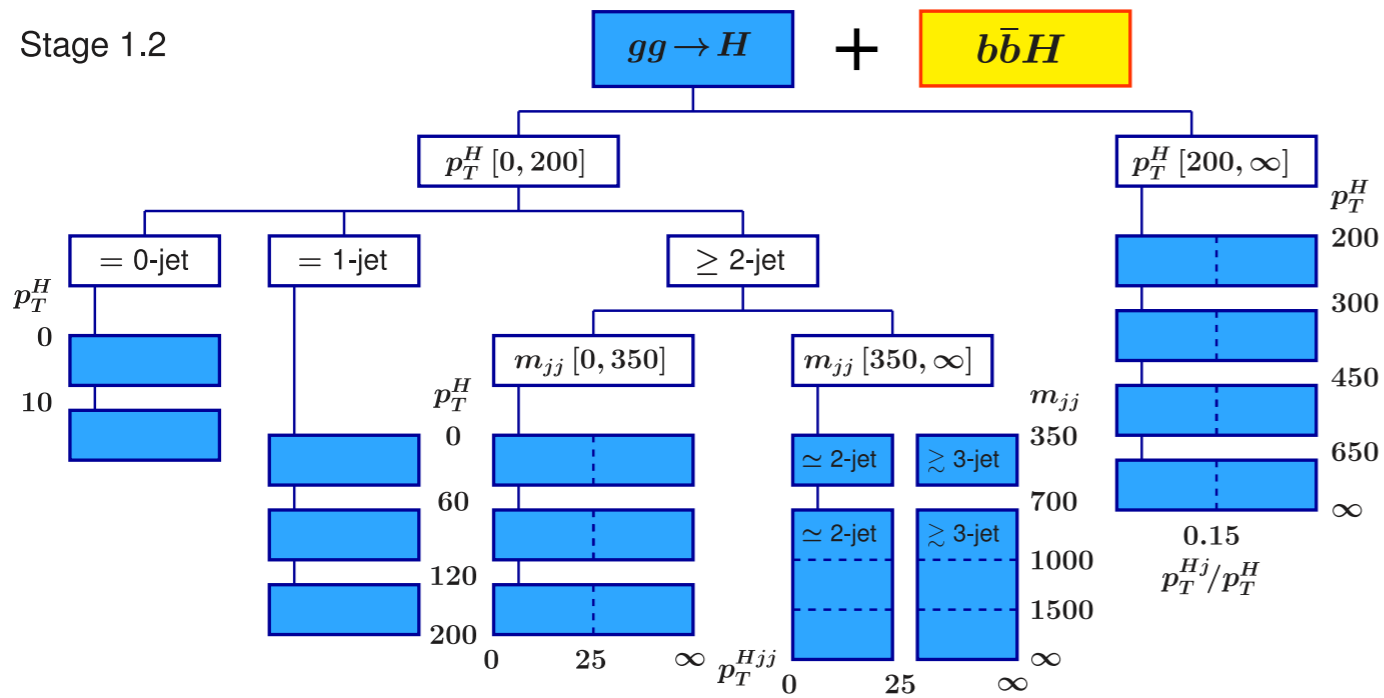 Stage 1.2
gg → H + bb̄H
p_T^H [0, 200]
p_T^H [200, ∞]
= 0-jet
= 1-jet
≥ 2-jet
p_T^H
0
10
m_jj [0, 350]
m_jj [350, ∞]
p_T^H
0
60
120
200
0 25 ∞
p_T^Hjj
≃ 2-jet ≳ 3-jet
≃ 2-jet ≳ 3-jet
0 25 ∞
m_jj
350
700
1000
1500
∞
p_T^H
200
300
450
650
∞
0.15
p_T^Hj/p_T^H